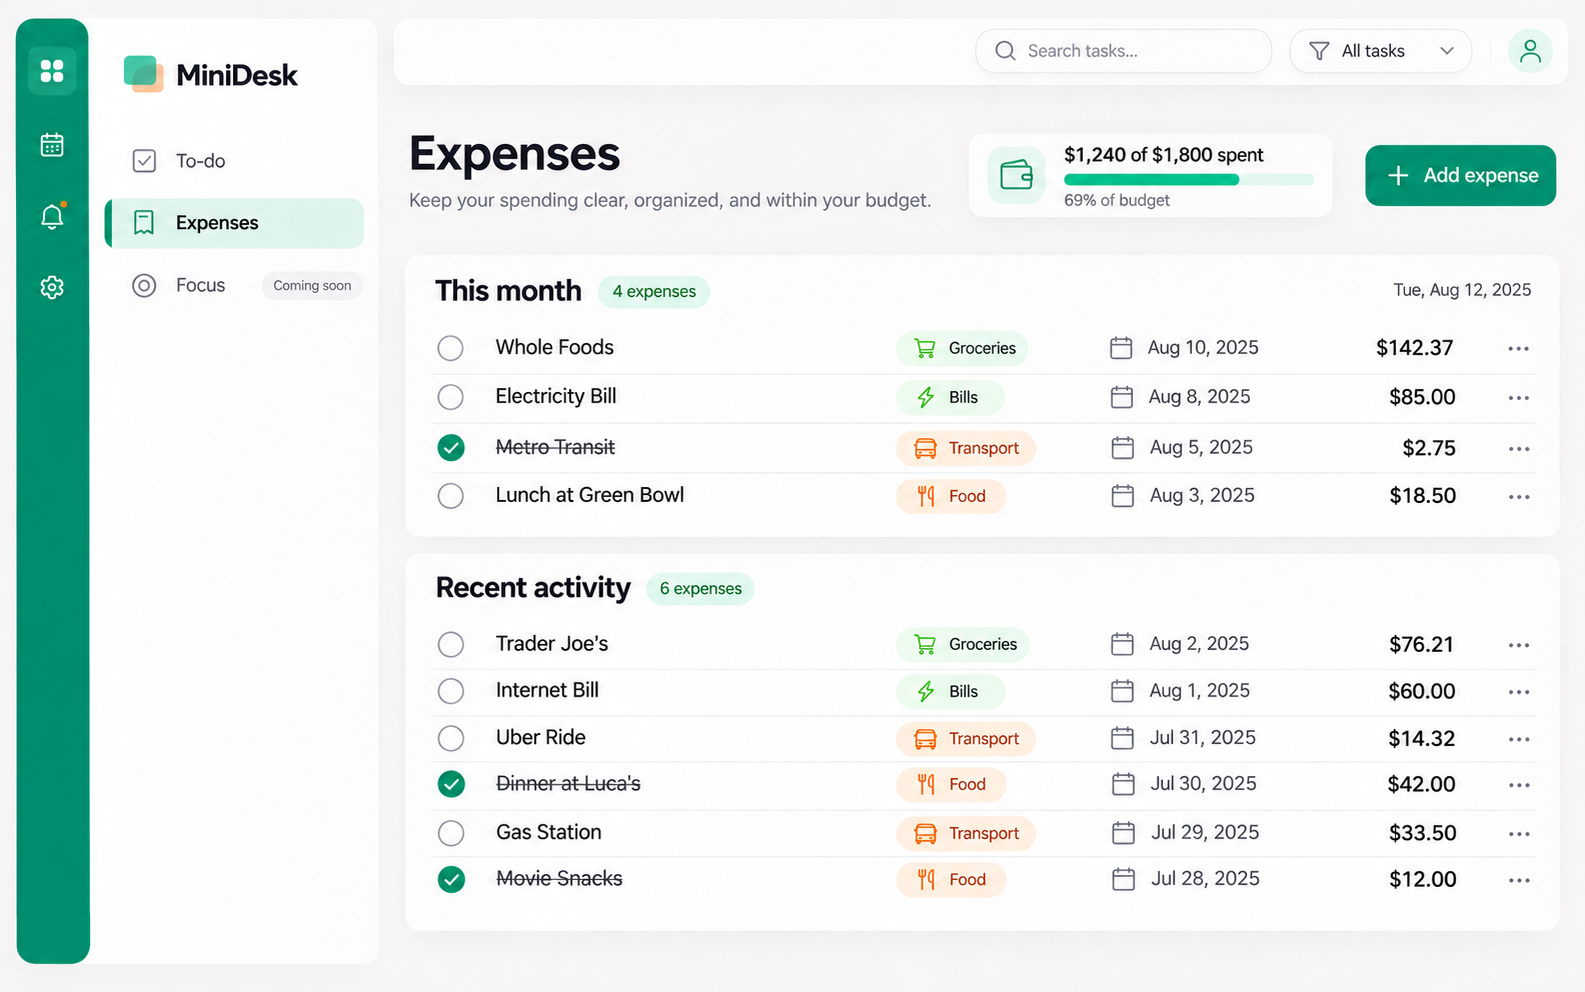 MiniDesk
To-do
Expenses
Focus Coming soon
Search tasks...
All tasks
Expenses
Keep your spending clear, organized, and within your budget.
$1,240 of $1,800 spent
69% of budget
Add expense
This month 4 expenses Tue, Aug 12, 2025
Whole Foods Groceries Aug 10, 2025 $142.37
Electricity Bill Bills Aug 8, 2025 $85.00
Metro Transit Transport Aug 5, 2025 $2.75
Lunch at Green Bowl Food Aug 3, 2025 $18.50
Recent activity 6 expenses
Trader Joe's Groceries Aug 2, 2025 $76.21
Internet Bill Bills Aug 1, 2025 $60.00
Uber Ride Transport Jul 31, 2025 $14.32
Dinner at Luca's Food Jul 30, 2025 $42.00
Gas Station Transport Jul 29, 2025 $33.50
Movie Snacks Food Jul 28, 2025 $12.00